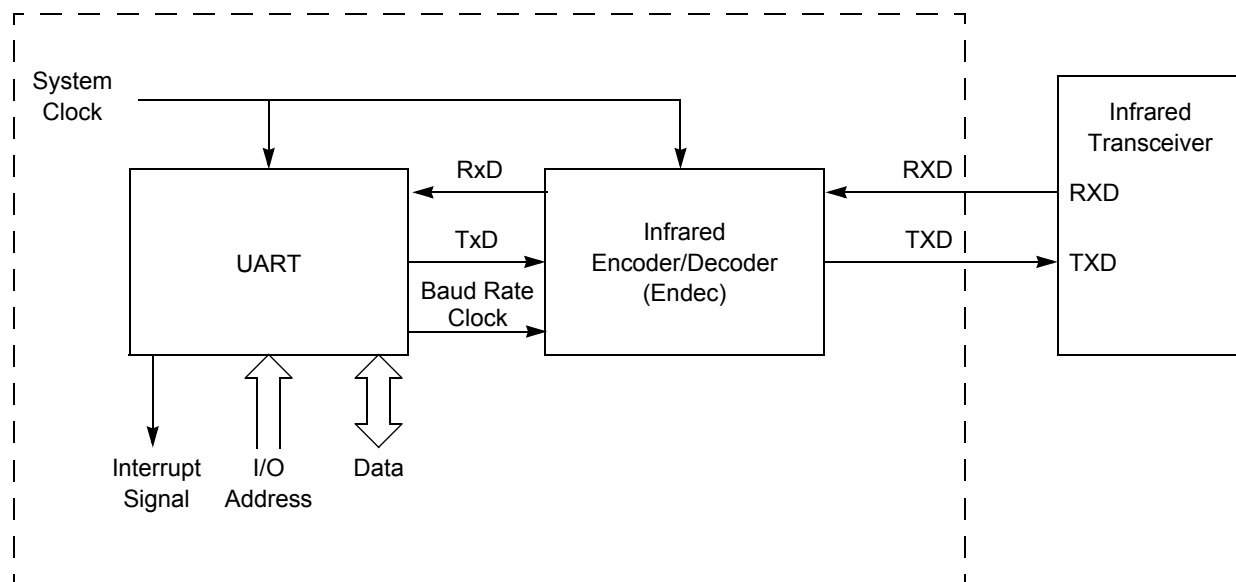 System
Clock
Infrared
Transceiver
RxD
RXD
RXD
UART
TxD
Infrared
Encoder/Decoder
(Endec)
TXD
TXD
Baud Rate
Clock
Interrupt
Signal
I/O
Address
Data